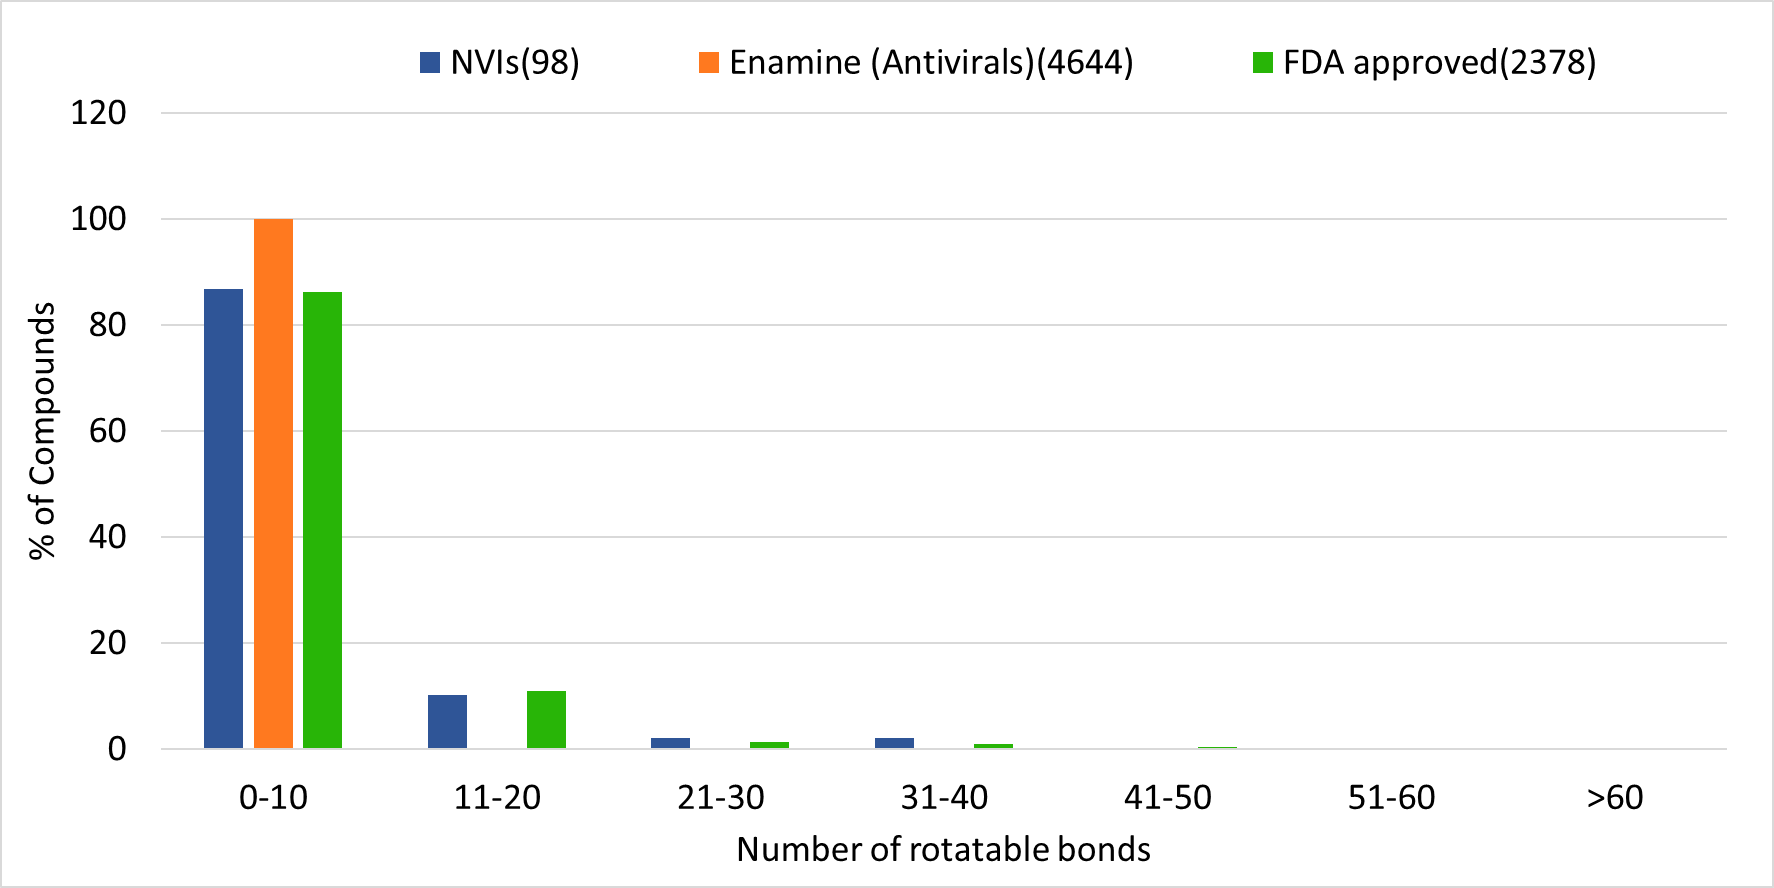 NVIs(98) Enamine (Antivirals)(4644) FDA approved(2378)
120
100
80
60
40
20
0
% of Compounds
0-10 11-20 21-30 31-40 41-50 51-60 >60
Number of rotatable bonds